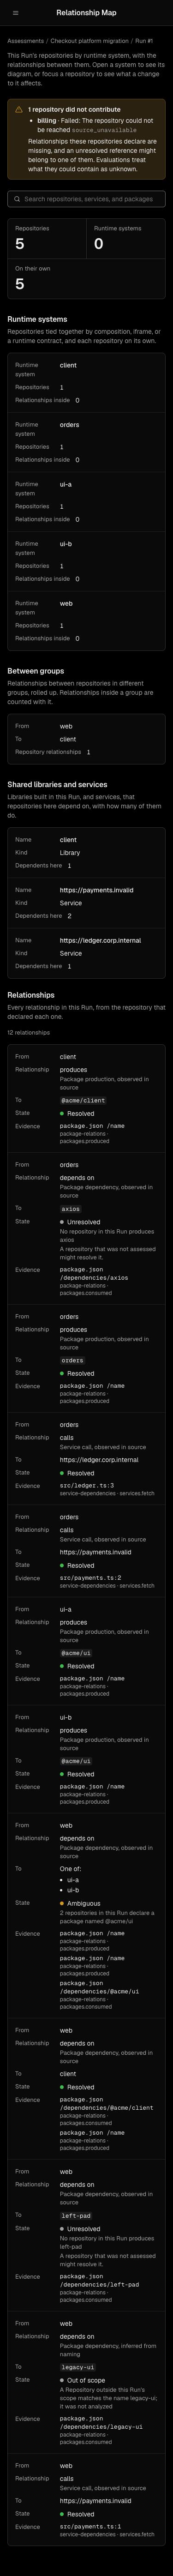 Relationship Map
Assessments / Checkout platform migration / Run #1
This Run's repositories by runtime system, with the
relationships between them. Open a system to see its
diagram, or focus a repository to see what a change
to it affects.
1 repository did not contribute
• billing · Failed: The repository could not
be reached source_unavailable
Relationships these repositories declare are
missing, and an unresolved reference might
belong to one of them. Evaluations treat
what they could reach as unknown.
Search repositories, services, and packages
Repositories
5
Runtime systems
0
On their own
5
Runtime systems
Repositories tied together by composition, iframe, or
a runtime contract, and each repository on its own.
Runtime system client
Repositories 1
Relationships inside 0
Runtime system orders
Repositories 1
Relationships inside 0
Runtime system ui-a
Repositories 1
Relationships inside 0
Runtime system ui-b
Repositories 1
Relationships inside 0
Runtime system web
Repositories 1
Relationships inside 0
Between groups
Relationships between repositories in different
groups, rolled up. Relationships inside a group are
counted with it.
From web
To client
Repository relationships 1
Shared libraries and services
Libraries built in this Run, and services, that
repositories here depend on, with how many of them
do.
Name client
Kind Library
Dependents here 1
Name https://payments.invalid
Kind Service
Dependents here 2
Name https://ledger.corp.internal
Kind Service
Dependents here 1
Relationships
Every relationship in this Run, from the repository that
declared each one.
12 relationships
From client
Relationship produces
Package production, observed in
source
To @acme/client
State Resolved
Evidence package.json /name
package-relations ·
packages.produced
From orders
Relationship depends on
Package dependency, observed in
source
To axios
State Unresolved
No repository in this Run produces
axios
A repository that was not assessed
might resolve it.
Evidence package.json
/dependencies/axios
package-relations ·
packages.consumed
From orders
Relationship produces
Package production, observed in
source
To orders
State Resolved
Evidence package.json /name
package-relations ·
packages.produced
From orders
Relationship calls
Service call, observed in source
To https://ledger.corp.internal
State Resolved
Evidence src/ledger.ts:3
service-dependencies · services.fetch
From orders
Relationship calls
Service call, observed in source
To https://payments.invalid
State Resolved
Evidence src/payments.ts:2
service-dependencies · services.fetch
From ui-a
Relationship produces
Package production, observed in
source
To @acme/ui
State Resolved
Evidence package.json /name
package-relations ·
packages.produced
From ui-b
Relationship produces
Package production, observed in
source
To @acme/ui
State Resolved
Evidence package.json /name
package-relations ·
packages.produced
From web
Relationship depends on
Package dependency, observed in
source
To One of:
• ui-a
• ui-b
State Ambiguous
2 repositories in this Run declare a
package named @acme/ui
Evidence package.json /name
package-relations ·
packages.produced
package.json /name
package-relations ·
packages.produced
package.json
/dependencies/@acme/ui
package-relations ·
packages.consumed
From web
Relationship depends on
Package dependency, observed in
source
To client
State Resolved
Evidence package.json
/dependencies/@acme/client
package-relations ·
packages.consumed
package.json /name
package-relations ·
packages.produced
From web
Relationship depends on
Package dependency, observed in
source
To left-pad
State Unresolved
No repository in this Run produces
left-pad
A repository that was not assessed
might resolve it.
Evidence package.json
/dependencies/left-pad
package-relations ·
packages.consumed
From web
Relationship depends on
Package dependency, inferred from
naming
To legacy-ui
State Out of scope
A Repository outside this Run's
scope matches the name legacy-ui;
it was not analyzed
Evidence package.json
/dependencies/legacy-ui
package-relations ·
packages.consumed
From web
Relationship calls
Service call, observed in source
To https://payments.invalid
State Resolved
Evidence src/payments.ts:1
service-dependencies · services.fetch